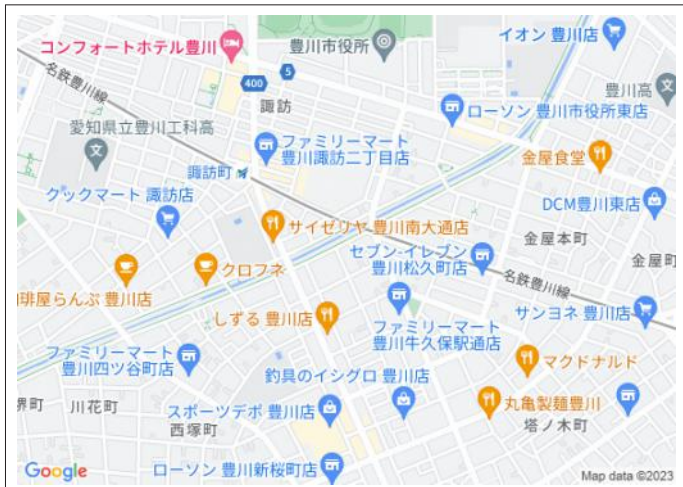 コンフォートホテル豊川
豊川市役所
イオン 豊川店
名鉄豊川線
400
5
諏訪
豊川高
ローソン 豊川市役所東店
愛知県立豊川工科高
ファミリーマート
豊川諏訪二丁目店
金屋食堂
諏訪町
クックマート 諏訪店
DCM豊川東店
サイゼリヤ 豊川南大通店
金屋本町
セブン-イレブン
豊川松久町店
金屋町
クロフネ
名鉄豊川線
琲屋らんぷ 豊川店
しずる 豊川店
サンヨネ 豊川店
ファミリーマート
豊川牛久保駅通店
ファミリーマート
豊川四ツ谷町店
マクドナルド
釣具のイシグロ 豊川店
川花町
スポーツデポ 豊川店
丸亀製麺豊川
西塚町
塔ノ木町
ローソン 豊川新桜町店
Google
Map data ©2023